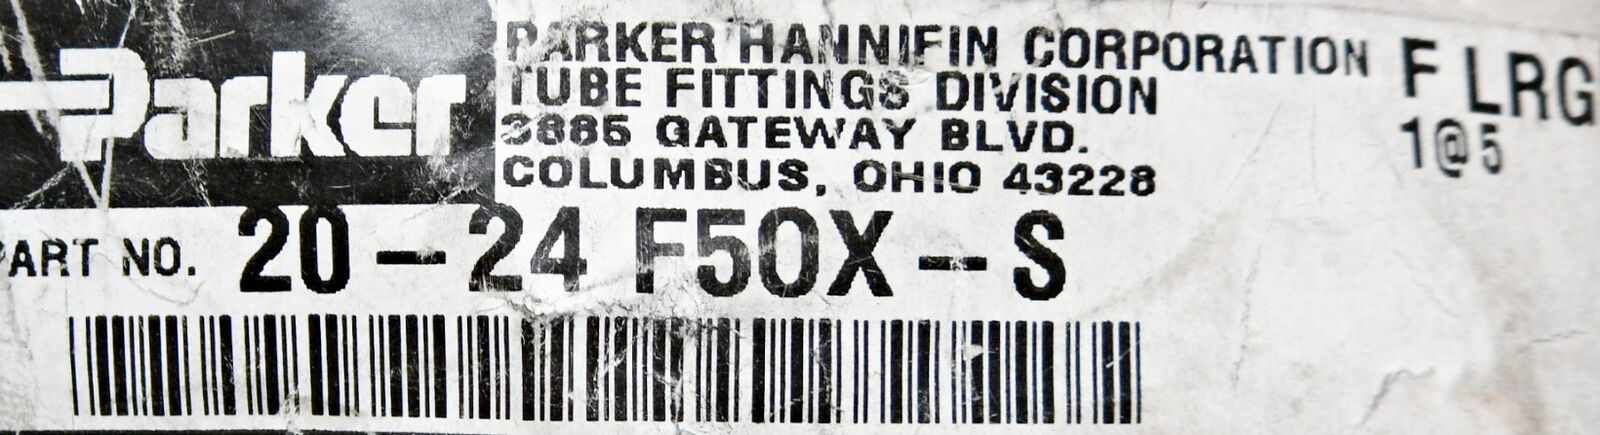 Parker
PARKER HANNIFIN CORPORATION
TUBE FITTINGS DIVISION
3885 GATEWAY BLVD.
COLUMBUS, OHIO 43228
F LRG
1@5
PART NO. 20-24 F5OX-S